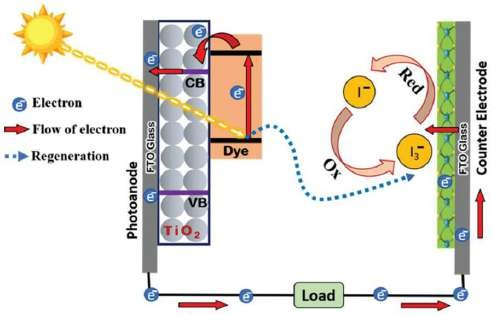 e⁻
Electron
Flow of electron
Regeneration
Photoanode
FTO Glass
e⁻
e⁻
e⁻
CB
VB
TiO₂
e⁻
e⁻
Dye
I⁻
Red
I₃⁻
Ox
FTO Glass
Counter Electrode
e⁻
e⁻
e⁻
Load
e⁻
e⁻